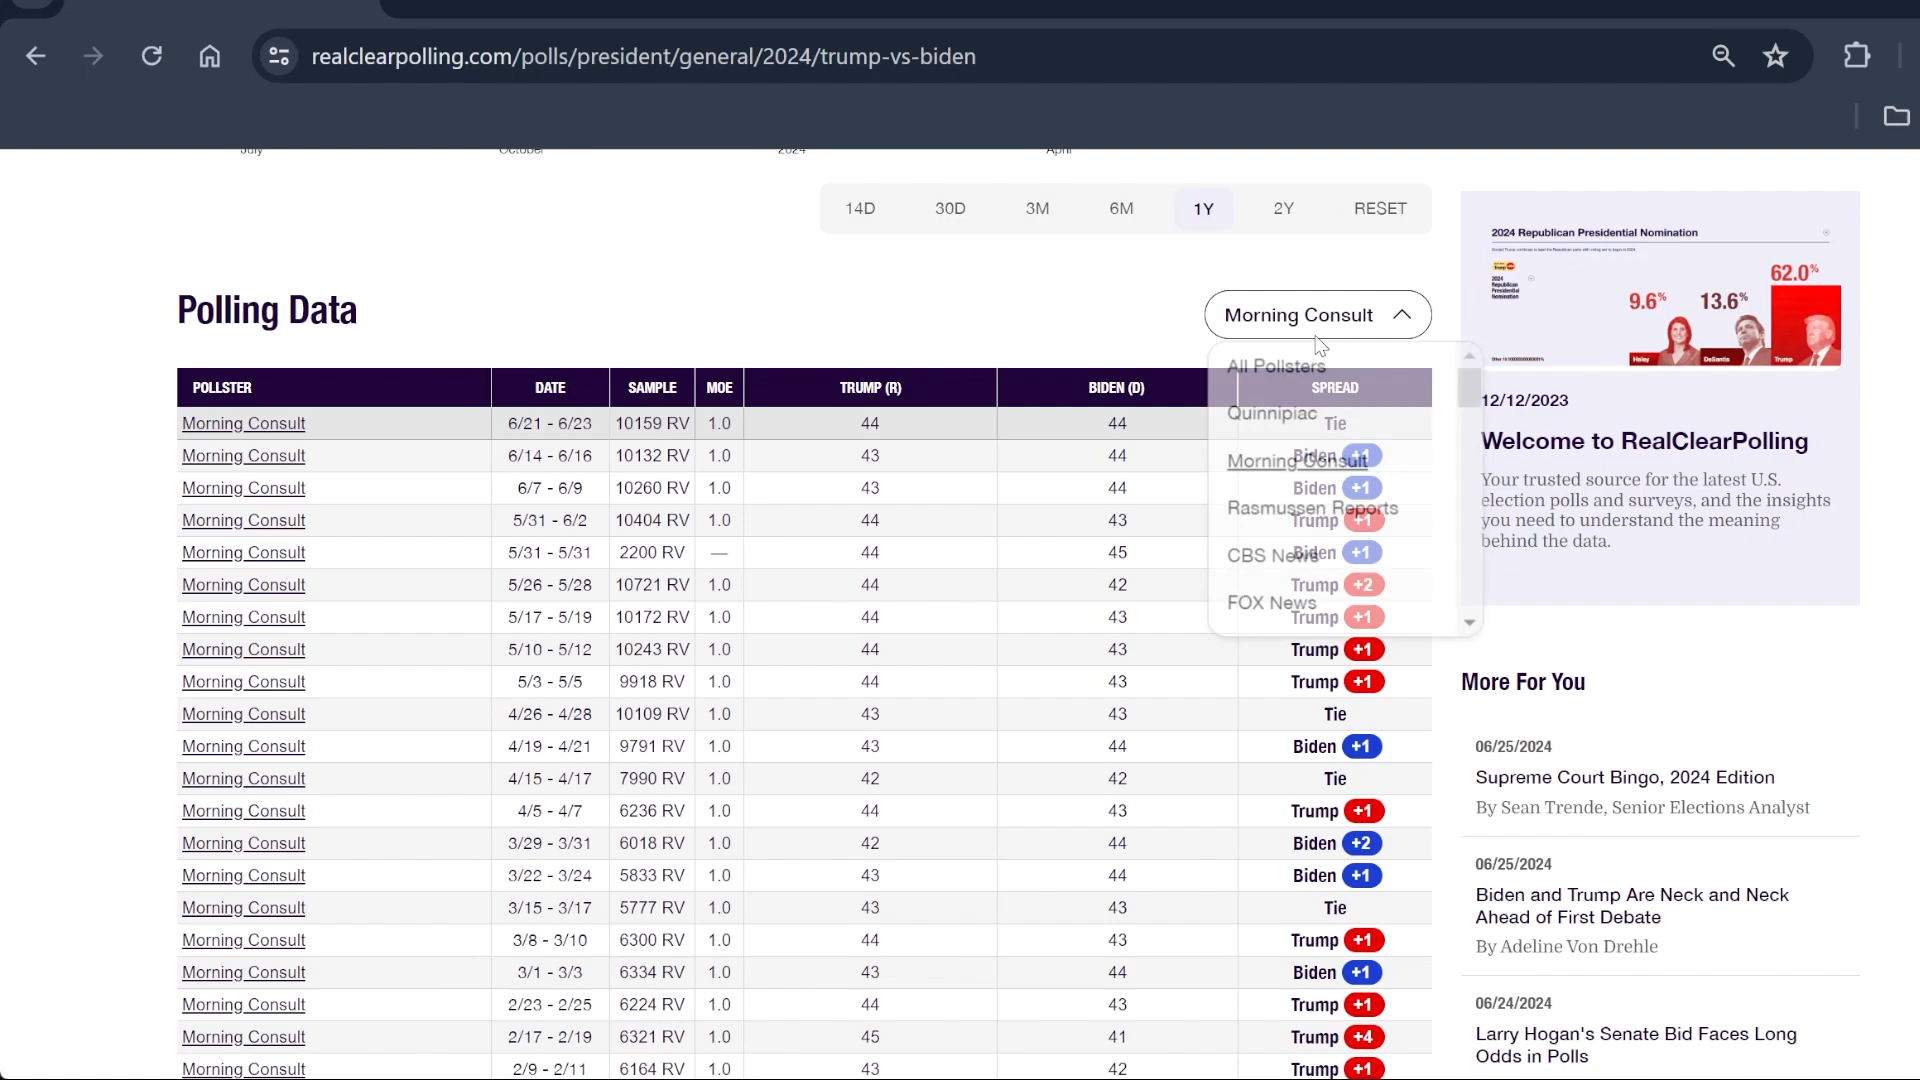 realclearpolling.com/polls/president/general/2024/trump-vs-biden
July October 2024 April
14D 30D 3M 6M 1Y 2Y RESET
Polling Data
Morning Consult
All Pollsters
Quinnipiac
Morning Consult
Rasmussen Reports
CBS News
FOX News
POLLSTER DATE SAMPLE MOE TRUMP (R) BIDEN (D) SPREAD
Morning Consult 6/21 - 6/23 10159 RV 1.0 44 44 Tie
Morning Consult 6/14 - 6/16 10132 RV 1.0 43 44 Biden +1
Morning Consult 6/7 - 6/9 10260 RV 1.0 43 44 Biden +1
Morning Consult 5/31 - 6/2 10404 RV 1.0 44 43 Trump +1
Morning Consult 5/31 - 5/31 2200 RV — 44 45 Biden +1
Morning Consult 5/26 - 5/28 10721 RV 1.0 44 42 Trump +2
Morning Consult 5/17 - 5/19 10172 RV 1.0 44 43 Trump +1
Morning Consult 5/10 - 5/12 10243 RV 1.0 44 43 Trump +1
Morning Consult 5/3 - 5/5 9918 RV 1.0 44 43 Trump +1
Morning Consult 4/26 - 4/28 10109 RV 1.0 43 43 Tie
Morning Consult 4/19 - 4/21 9791 RV 1.0 43 44 Biden +1
Morning Consult 4/15 - 4/17 7990 RV 1.0 42 42 Tie
Morning Consult 4/5 - 4/7 6236 RV 1.0 44 43 Trump +1
Morning Consult 3/29 - 3/31 6018 RV 1.0 42 44 Biden +2
Morning Consult 3/22 - 3/24 5833 RV 1.0 43 44 Biden +1
Morning Consult 3/15 - 3/17 5777 RV 1.0 43 43 Tie
Morning Consult 3/8 - 3/10 6300 RV 1.0 44 43 Trump +1
Morning Consult 3/1 - 3/3 6334 RV 1.0 43 44 Biden +1
Morning Consult 2/23 - 2/25 6224 RV 1.0 44 43 Trump +1
Morning Consult 2/17 - 2/19 6321 RV 1.0 45 41 Trump +4
Morning Consult 2/9 - 2/11 6164 RV 1.0 43 42 Trump +1
2024 Republican Presidential Nomination
Trump
2024
Republican
Presidential
Nomination
9.6% 13.6% 62.0%
Haley DeSantis Trump
12/12/2023
Welcome to RealClearPolling
Your trusted source for the latest U.S.
election polls and surveys, and the insights
you need to understand the meaning
behind the data.
More For You
06/25/2024
Supreme Court Bingo, 2024 Edition
By Sean Trende, Senior Elections Analyst
06/25/2024
Biden and Trump Are Neck and Neck
Ahead of First Debate
By Adeline Von Drehle
06/24/2024
Larry Hogan's Senate Bid Faces Long
Odds in Polls